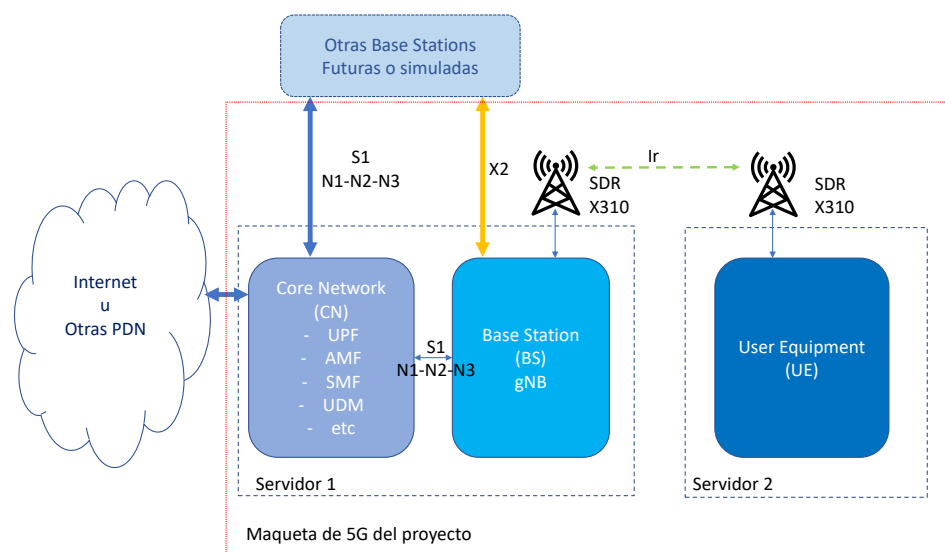 Otras Base Stations
Futuras o simuladas
S1
N1-N2-N3
X2
Ir
SDR
X310
SDR
X310
Internet
u
Otras PDN
Core Network
(CN)
- UPF
- AMF
- SMF
- UDM
- etc
S1
N1-N2-N3
Base Station
(BS)
gNB
User Equipment
(UE)
Servidor 1
Servidor 2
Maqueta de 5G del proyecto